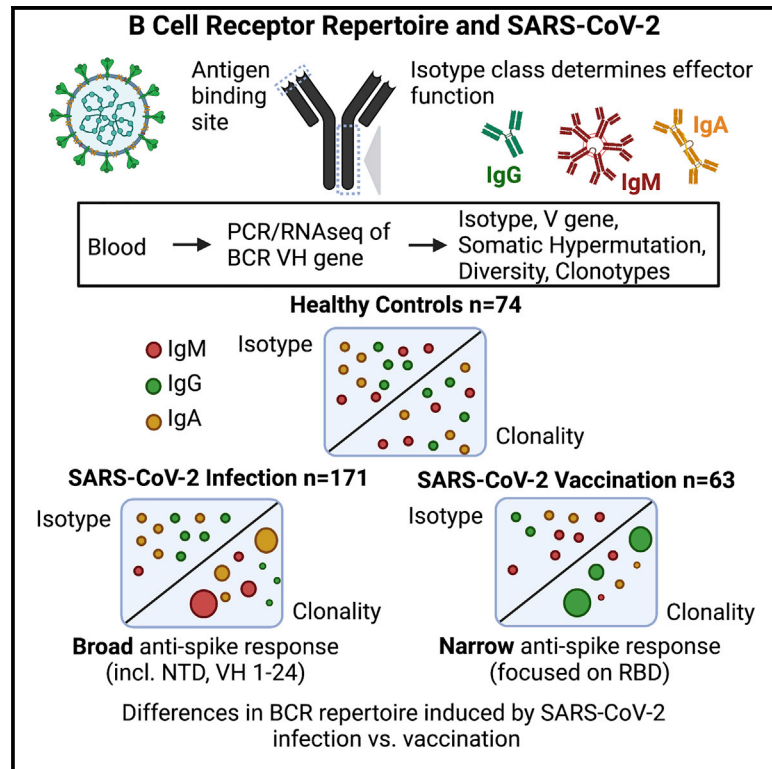 B Cell Receptor Repertoire and SARS-CoV-2
Antigen
binding
site
Isotype class determines effector
function
IgG
IgM
IgA
Blood
PCR/RNAseq of
BCR VH gene
Isotype, V gene,
Somatic Hypermutation,
Diversity, Clonotypes
Healthy Controls n=74
IgM
IgG
IgA
Isotype
Clonality
SARS-CoV-2 Infection n=171
Isotype
Clonality
Broad anti-spike response
(incl. NTD, VH 1-24)
SARS-CoV-2 Vaccination n=63
Isotype
Clonality
Narrow anti-spike response
(focused on RBD)
Differences in BCR repertoire induced by SARS-CoV-2
infection vs. vaccination